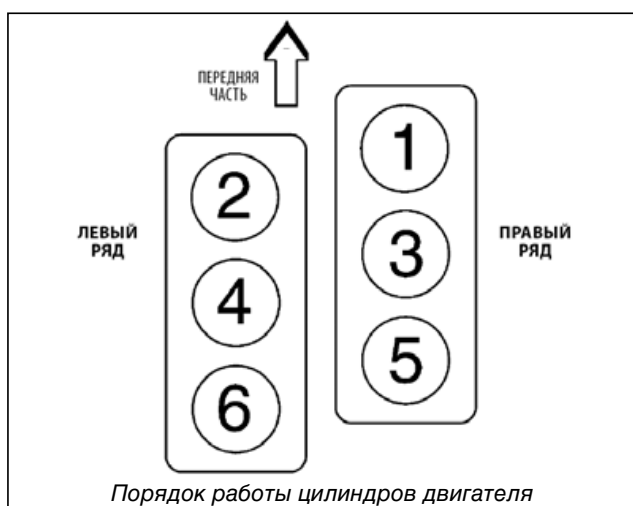 ПЕРЕДНЯЯ
ЧАСТЬ
1
2
ЛЕВЫЙ
РЯД
3
ПРАВЫЙ
РЯД
4
5
6
Порядок работы цилиндров двигателя